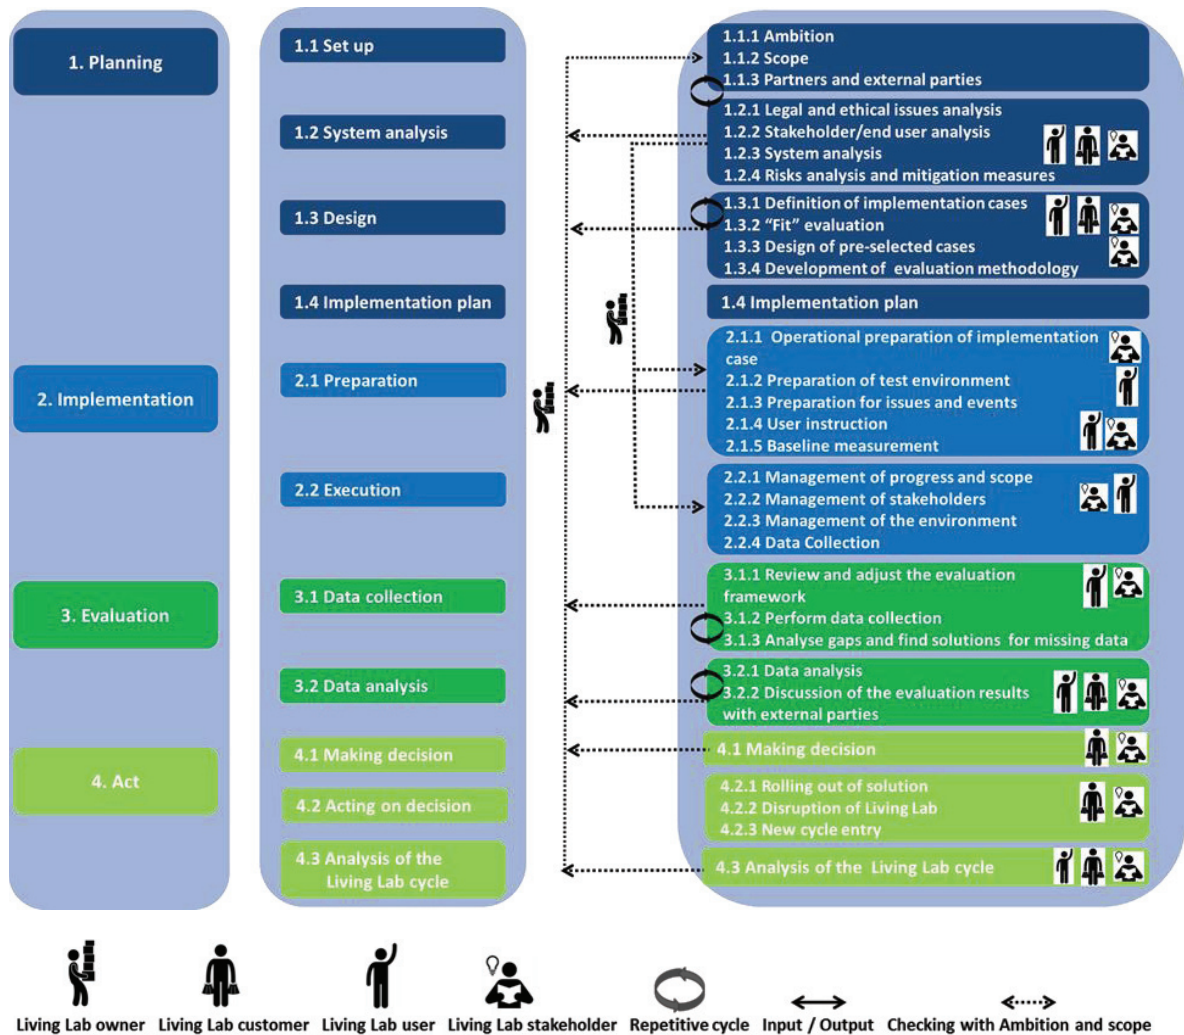 1. Planning
2. Implementation
3. Evaluation
4. Act
1.1 Set up
1.2 System analysis
1.3 Design
1.4 Implementation plan
2.1 Preparation
2.2 Execution
3.1 Data collection
3.2 Data analysis
4.1 Making decision
4.2 Acting on decision
4.3 Analysis of the
Living Lab cycle
1.1.1 Ambition
1.1.2 Scope
1.1.3 Partners and external parties
1.2.1 Legal and ethical issues analysis
1.2.2 Stakeholder/end user analysis
1.2.3 System analysis
1.2.4 Risks analysis and mitigation measures
1.3.1 Definition of implementation cases
1.3.2 “Fit” evaluation
1.3.3 Design of pre-selected cases
1.3.4 Development of evaluation methodology
1.4 Implementation plan
2.1.1 Operational preparation of implementation
case
2.1.2 Preparation of test environment
2.1.3 Preparation for issues and events
2.1.4 User instruction
2.1.5 Baseline measurement
2.2.1 Management of progress and scope
2.2.2 Management of stakeholders
2.2.3 Management of the environment
2.2.4 Data Collection
3.1.1 Review and adjust the evaluation
framework
3.1.2 Perform data collection
3.1.3 Analyse gaps and find solutions for missing data
3.2.1 Data analysis
3.2.2 Discussion of the evaluation results
with external parties
4.1 Making decision
4.2.1 Rolling out of solution
4.2.2 Disruption of Living Lab
4.2.3 New cycle entry
4.3 Analysis of the Living Lab cycle
Living Lab owner
Living Lab customer
Living Lab user
Living Lab stakeholder
Repetitive cycle
Input / Output
Checking with Ambition and scope